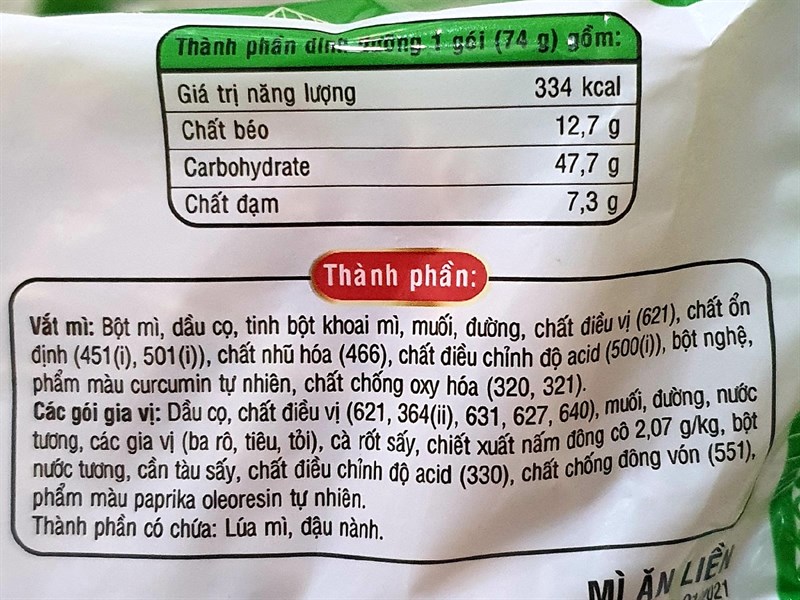 Thành phần dinh dưỡng 1 gói (74 g) gồm:
Giá trị năng lượng 334 kcal
Chất béo 12,7 g
Carbohydrate 47,7 g
Chất đạm 7,3 g
Thành phần:
Vắt mì: Bột mì, dầu cọ, tinh bột khoai mì, muối, đường, chất điều vị (621), chất ổn
định (451(i), 501(i)), chất nhũ hóa (466), chất điều chỉnh độ acid (500(i)), bột nghệ,
phẩm màu curcumin tự nhiên, chất chống oxy hóa (320, 321).
Các gói gia vị: Dầu cọ, chất điều vị (621, 364(ii), 631, 627, 640), muối, đường, nước
tương, các gia vị (ba rô, tiêu, tỏi), cà rốt sấy, chiết xuất nấm đông cô 2,07 g/kg, bột
nước tương, cần tàu sấy, chất điều chỉnh độ acid (330), chất chống đông vón (551),
phẩm màu paprika oleoresin tự nhiên.
Thành phần có chứa: Lúa mì, đậu nành.
MÌ ĂN LIỀN